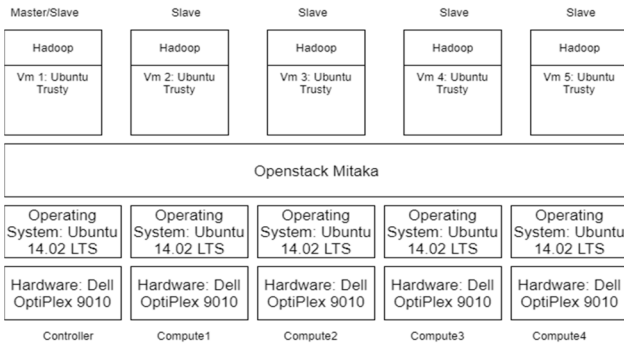 Master/Slave Slave Slave Slave Slave
Hadoop Hadoop Hadoop Hadoop Hadoop
Vm 1: Ubuntu Vm 2: Ubuntu Vm 3: Ubuntu Vm 4: Ubuntu Vm 5: Ubuntu
Trusty Trusty Trusty Trusty Trusty
Openstack Mitaka
Operating Operating Operating Operating Operating
System: Ubuntu System: Ubuntu System: Ubuntu System: Ubuntu System: Ubuntu
14.02 LTS 14.02 LTS 14.02 LTS 14.02 LTS 14.02 LTS
Hardware: Dell Hardware: Dell Hardware: Dell Hardware: Dell Hardware: Dell
OptiPlex 9010 OptiPlex 9010 OptiPlex 9010 OptiPlex 9010 OptiPlex 9010
Controller Compute1 Compute2 Compute3 Compute4